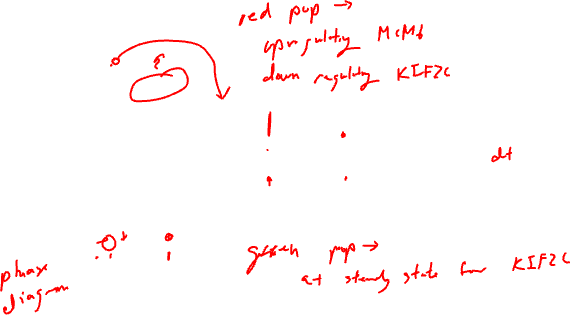 red pop →
upregulating MCM6
down regulating KIF2C
dt
green pop →
at steady state for KIF2C
phase
diagram